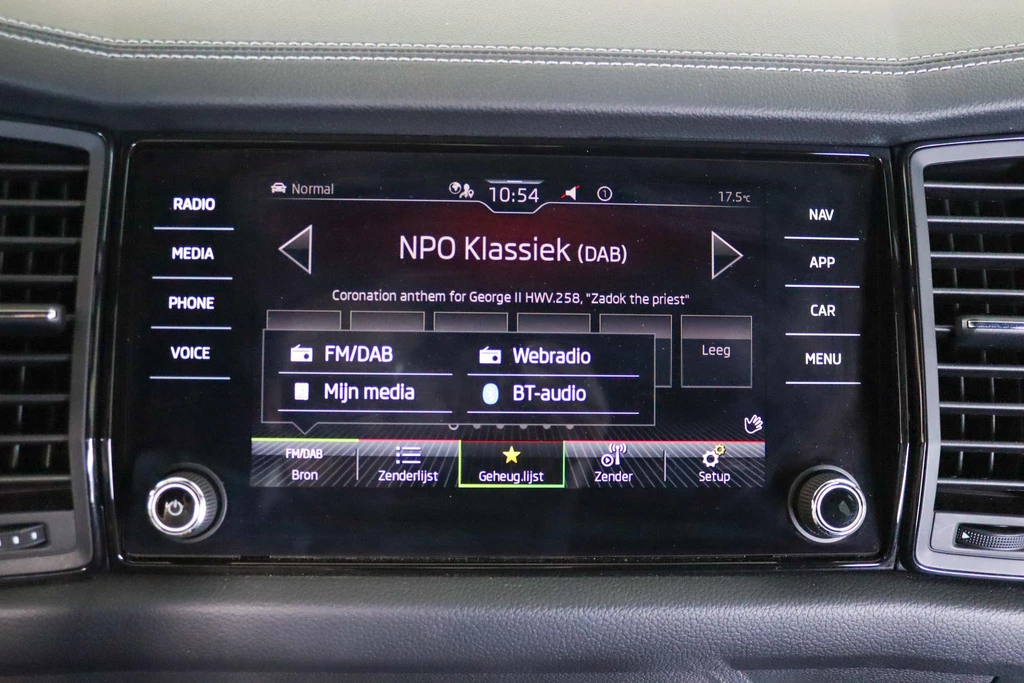 Normal
10:54
1
17.5°C
RADIO
MEDIA
PHONE
VOICE
NAV
APP
CAR
MENU
NPO Klassiek (DAB)
Coronation anthem for George II HWV.258, "Zadok the priest"
FM/DAB
Webradio
Mijn media
BT-audio
Leeg
FM/DAB
Bron
Zenderlijst
Geheug.lijst
Zender
Setup